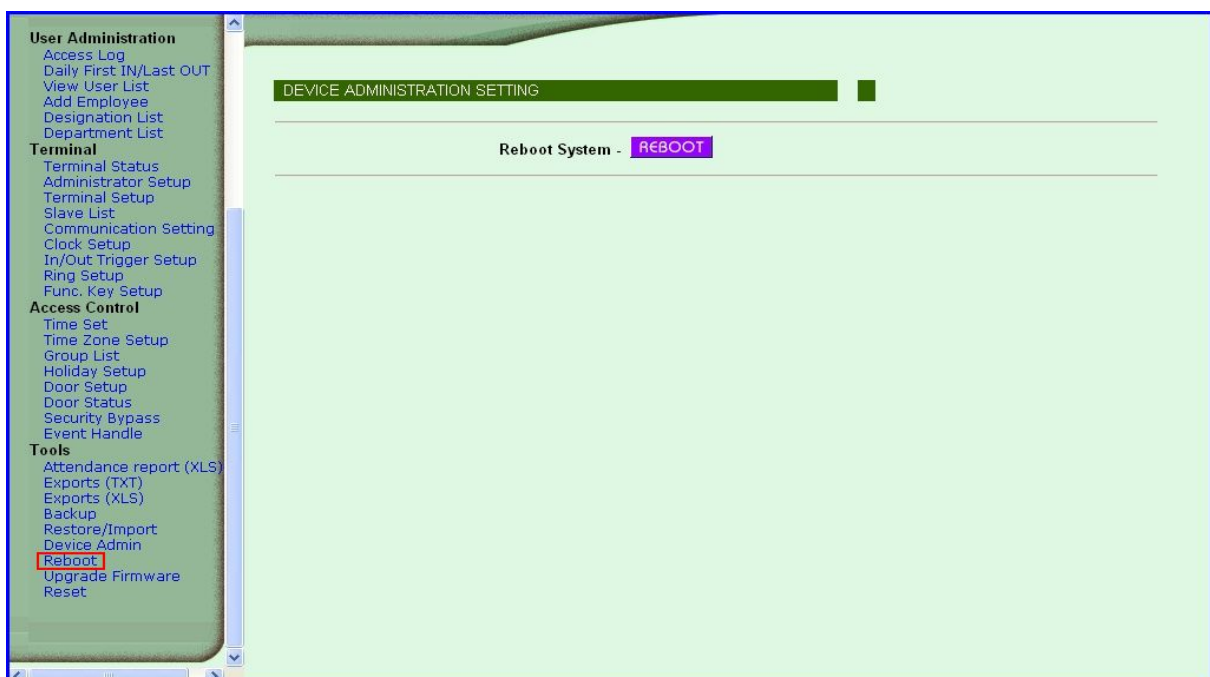 User Administration
Access Log
Daily First IN/Last OUT
View User List
Add Employee
Designation List
Department List
Terminal
Terminal Status
Administrator Setup
Terminal Setup
Slave List
Communication Setting
Clock Setup
In/Out Trigger Setup
Ring Setup
Func. Key Setup
Access Control
Time Set
Time Zone Setup
Group List
Holiday Setup
Door Setup
Door Status
Security Bypass
Event Handle
Tools
Attendance report (XLS)
Exports (TXT)
Exports (XLS)
Backup
Restore/Import
Device Admin
Reboot
Upgrade Firmware
Reset
DEVICE ADMINISTRATION SETTING
Reboot System - REBOOT